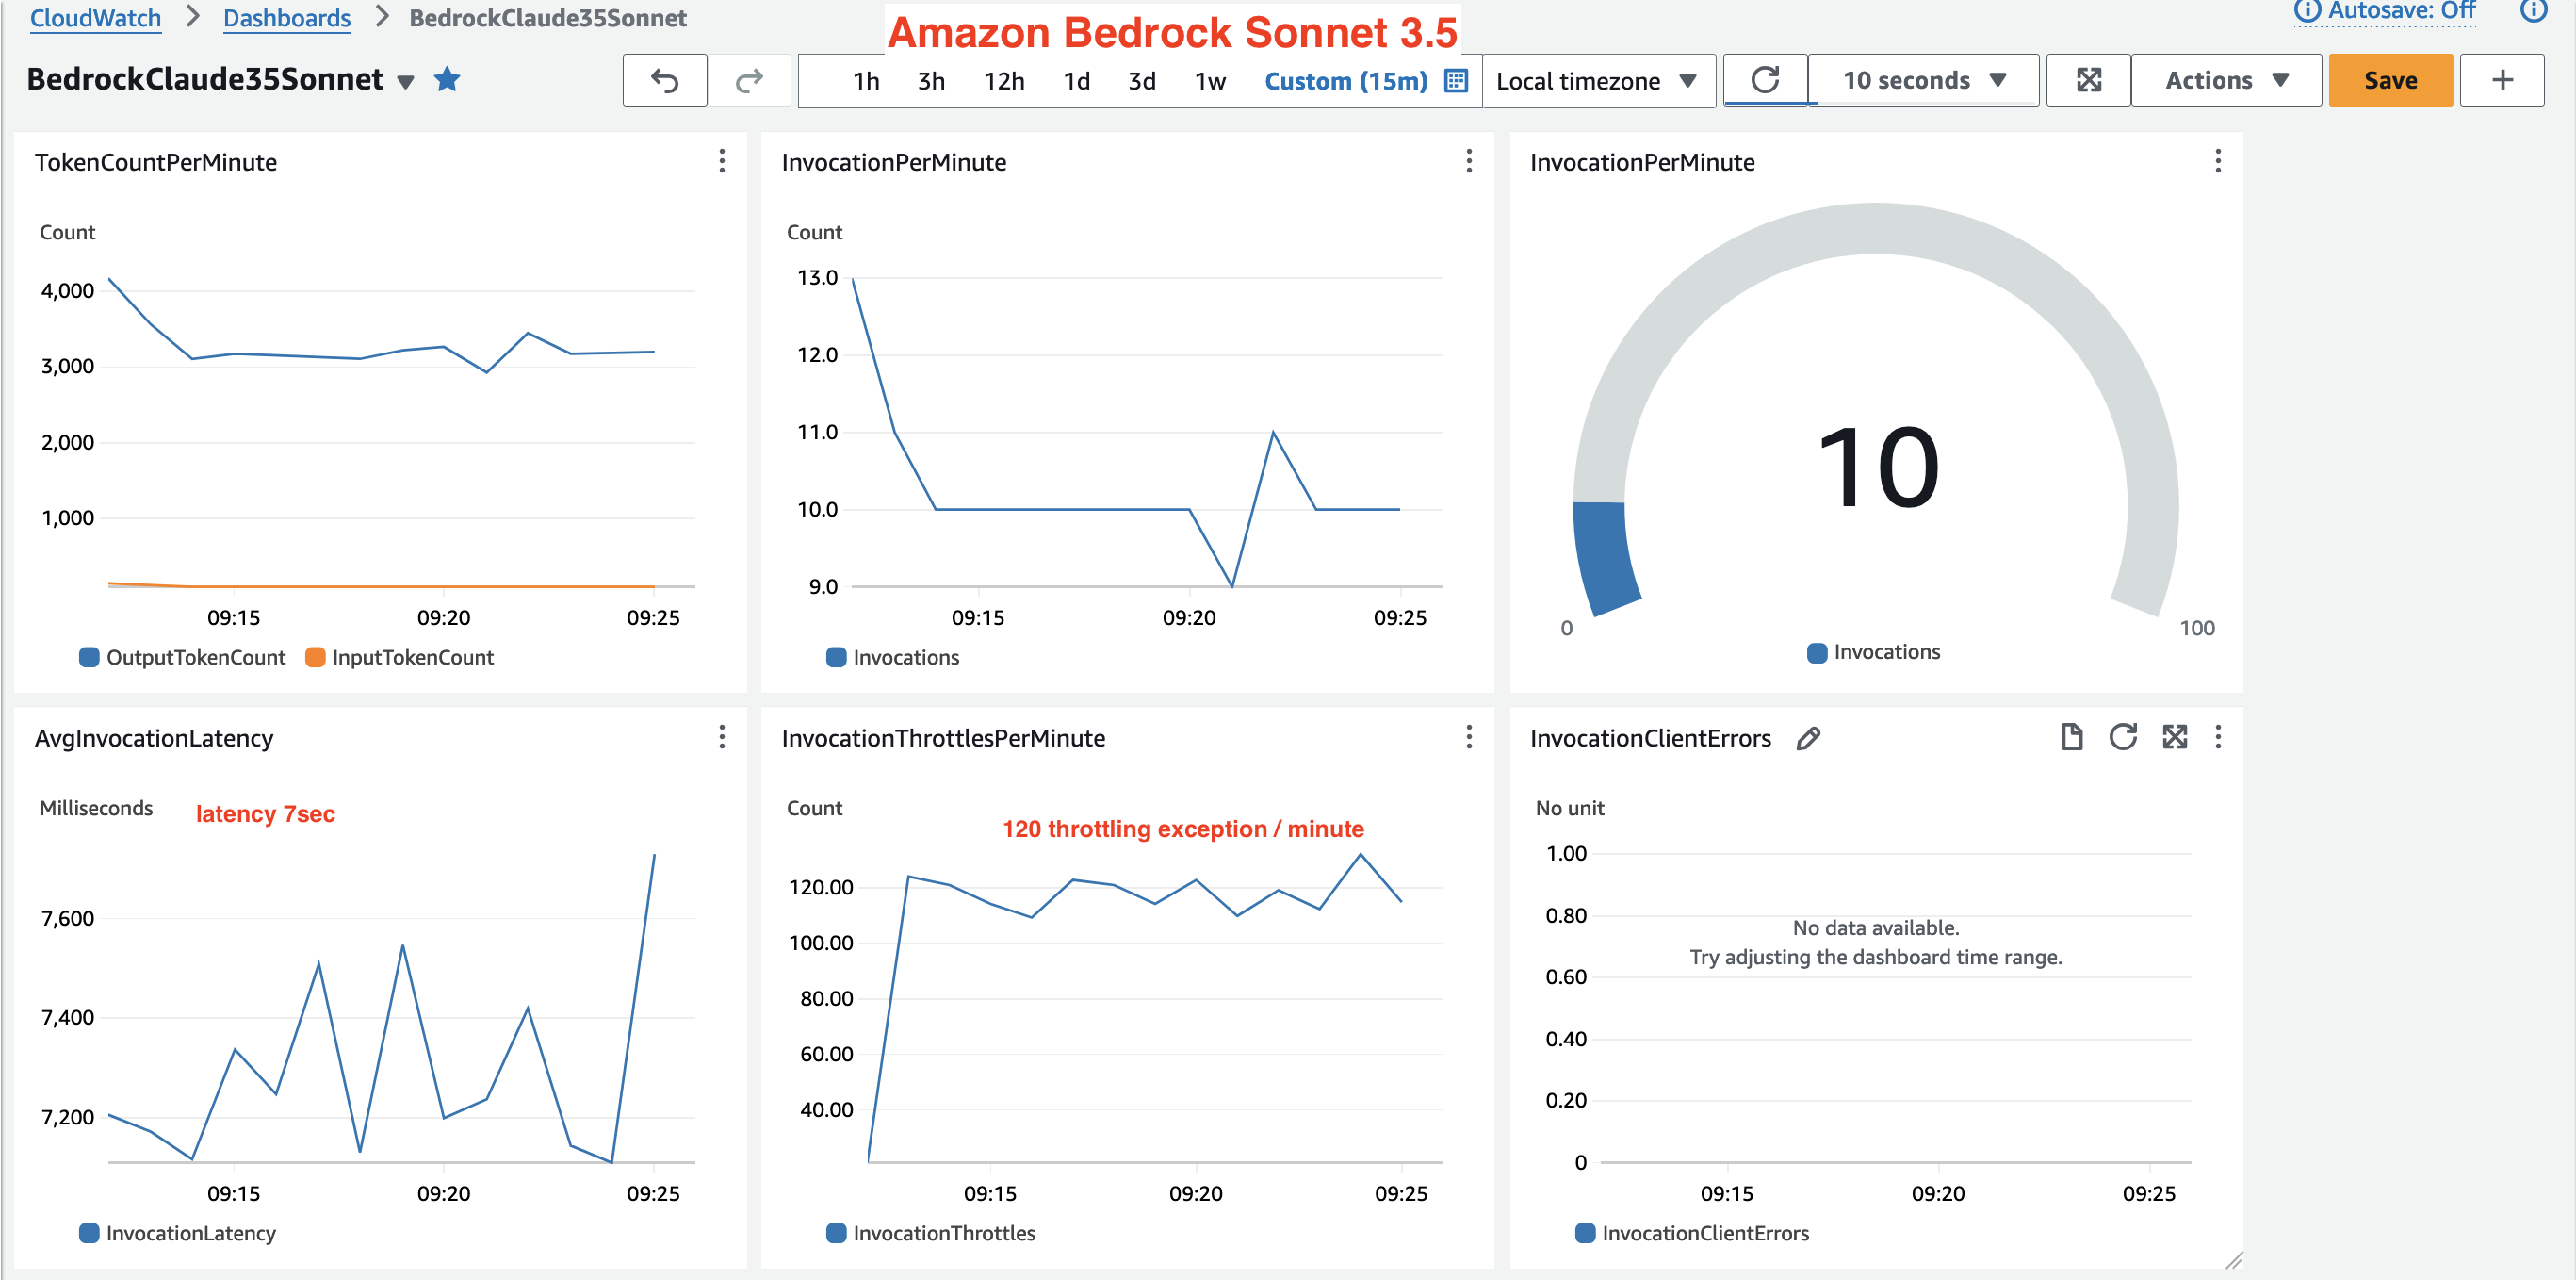 CloudWatch > Dashboards > BedrockClaude35Sonnet
Amazon Bedrock Sonnet 3.5
Autosave: Off
BedrockClaude35Sonnet
1h 3h 12h 1d 3d 1w Custom (15m) Local timezone 10 seconds Actions Save
TokenCountPerMinute
Count
4,000
3,000
2,000
1,000
09:15 09:20 09:25
OutputTokenCount InputTokenCount
InvocationPerMinute
Count
13.0
12.0
11.0
10.0
9.0
09:15 09:20 09:25
Invocations
InvocationPerMinute
10
0 100
Invocations
AvgInvocationLatency
Milliseconds
latency 7sec
7,600
7,400
7,200
09:15 09:20 09:25
InvocationLatency
InvocationThrottlesPerMinute
Count
120 throttling exception / minute
120.00
100.00
80.00
60.00
40.00
09:15 09:20 09:25
InvocationThrottles
InvocationClientErrors
No unit
1.00
0.80
No data available.
Try adjusting the dashboard time range.
0.60
0.40
0.20
0
09:15 09:20 09:25
InvocationClientErrors